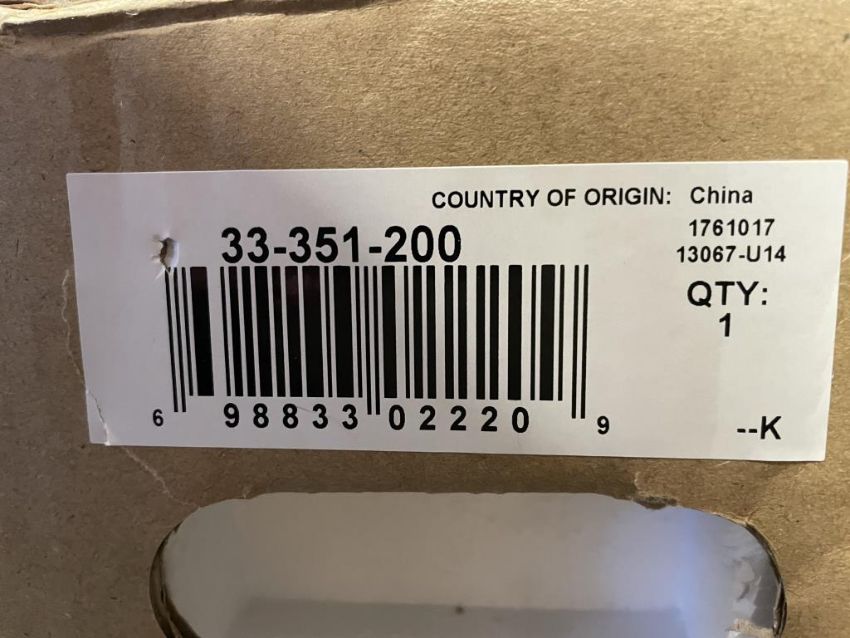 COUNTRY OF ORIGIN: China
33-351-200
1761017
13067-U14
QTY:
1
6 98833 02220 9
--K